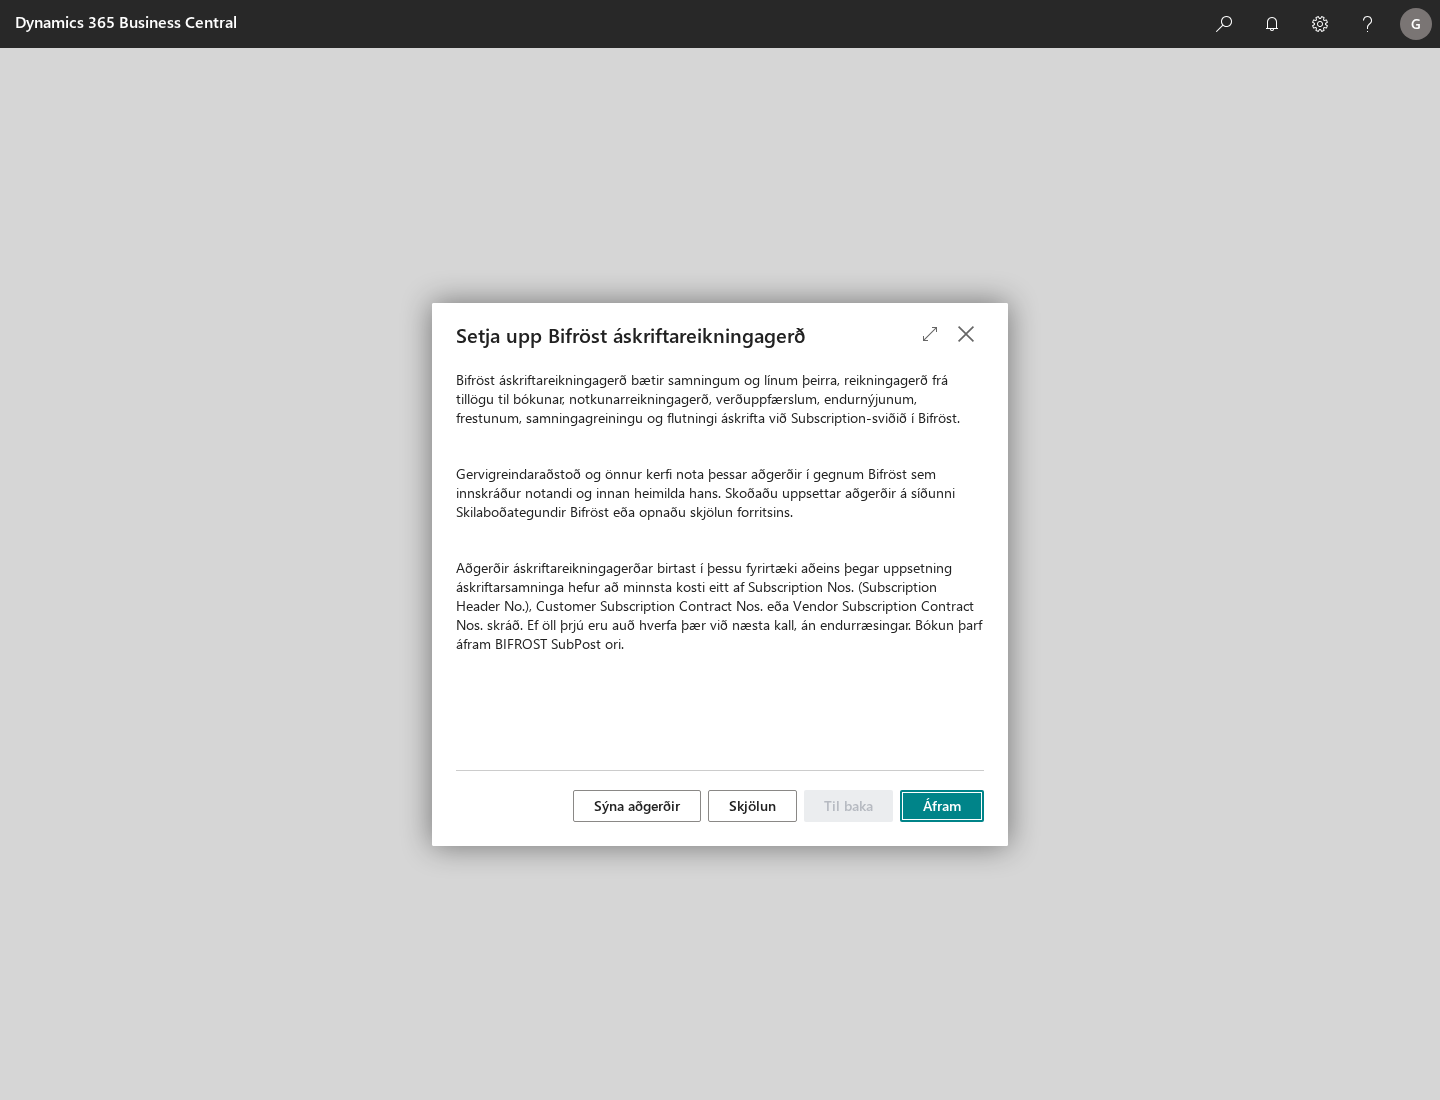 Dynamics 365 Business Central
G
Setja upp Bifröst áskriftareikningagerð
Bifröst áskriftareikningagerð bætir samningum og línum þeirra, reikningagerð frá
tillögu til bókunar, notkunarreikningagerð, verðuppfærslum, endurnýjunum,
frestunum, samningagreiningu og flutningi áskrifta við Subscription-sviðið í Bifröst.
Gervigreindaraðstoð og önnur kerfi nota þessar aðgerðir í gegnum Bifröst sem
innskráður notandi og innan heimilda hans. Skoðaðu uppsettar aðgerðir á síðunni
Skilaboðategundir Bifröst eða opnaðu skjölun forritsins.
Aðgerðir áskriftareikningagerðar birtast í þessu fyrirtæki aðeins þegar uppsetning
áskriftarsamninga hefur að minnsta kosti eitt af Subscription Nos. (Subscription
Header No.), Customer Subscription Contract Nos. eða Vendor Subscription Contract
Nos. skráð. Ef öll þrjú eru auð hverfa þær við næsta kall, án endurræsingar. Bókun þarf
áfram BIFROST SubPost ori.
Sýna aðgerðir
Skjölun
Til baka
Áfram